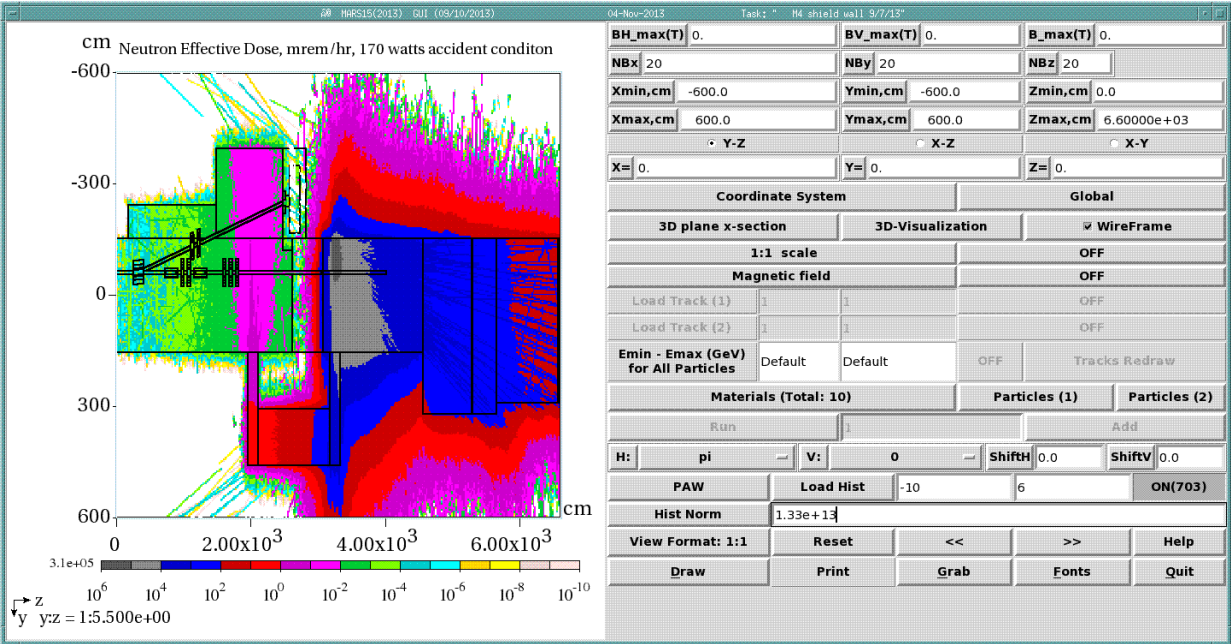 MARS15(2013) GUI (09/10/2013) 04-Nov-2013 Task: " M4 shield wall 9/7/13"
cm Neutron Effective Dose, mrem/hr, 170 watts accident conditon
-600
-300
0
300
600
cm
0 2.00x10³ 4.00x10³ 6.00x10³
3.1e+05
10⁶ 10⁴ 10² 10⁰ 10⁻² 10⁻⁴ 10⁻⁶ 10⁻⁸ 10⁻¹⁰
z
y y:z = 1:5.500e+00
BH_max(T) 0. BV_max(T) 0. B_max(T) 0.
NBx 20 NBy 20 NBz 20
Xmin,cm -600.0 Ymin,cm -600.0 Zmin,cm 0.0
Xmax,cm 600.0 Ymax,cm 600.0 Zmax,cm 6.60000e+03
Y-Z X-Z X-Y
X= 0. Y= 0. Z= 0.
Coordinate System Global
3D plane x-section 3D-Visualization WireFrame
1:1 scale OFF
Magnetic field OFF
Load Track (1) 1 1 OFF
Load Track (2) 1 1 OFF
Emin - Emax (GeV)
for All Particles Default Default OFF Tracks Redraw
Materials (Total: 10) Particles (1) Particles (2)
Run 1 Add
H: pi V: 0 ShiftH 0.0 ShiftV 0.0
PAW Load Hist -10 6 ON(703)
Hist Norm 1.33e+13
View Format: 1:1 Reset << >> Help
Draw Print Grab Fonts Quit